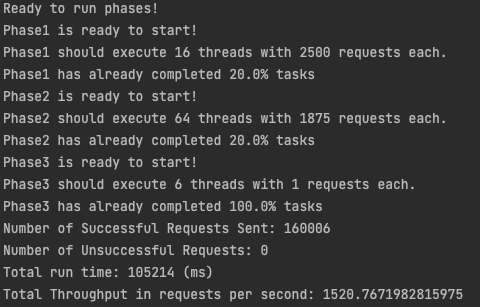 Ready to run phases!
Phase1 is ready to start!
Phase1 should execute 16 threads with 2500 requests each.
Phase1 has already completed 20.0% tasks
Phase2 is ready to start!
Phase2 should execute 64 threads with 1875 requests each.
Phase2 has already completed 20.0% tasks
Phase3 is ready to start!
Phase3 should execute 6 threads with 1 requests each.
Phase3 has already completed 100.0% tasks
Number of Successful Requests Sent: 160006
Number of Unsuccessful Requests: 0
Total run time: 105214 (ms)
Total Throughput in requests per second: 1520.7671982815975